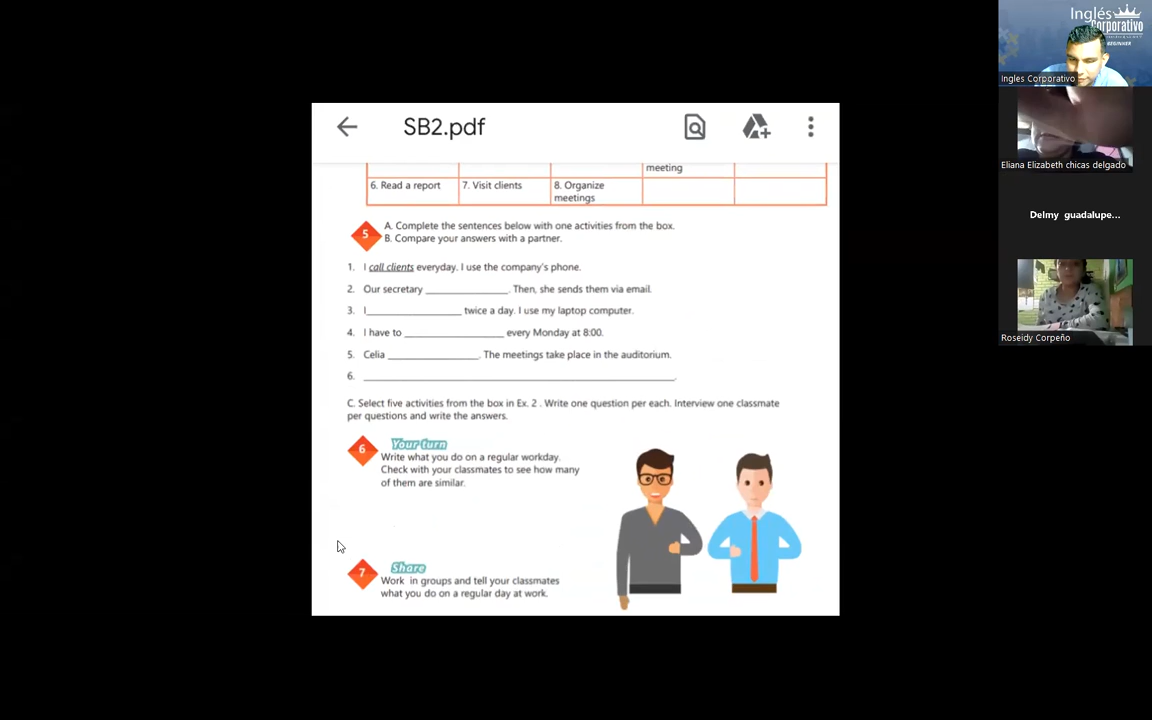 SB2.pdf
meeting
6. Read a report 7. Visit clients 8. Organize
meetings
5 A. Complete the sentences below with one activities from the box.
B. Compare your answers with a partner.
1. I call clients everyday. I use the company's phone.
2. Our secretary ________________. Then, she sends them via email.
3. I__________________ twice a day. I use my laptop computer.
4. I have to ___________________ every Monday at 8:00.
5. Celia _________________. The meetings take place in the auditorium.
6. ____________________________________________________________.
C. Select five activities from the box in Ex. 2 . Write one question per each. Interview one classmate
per questions and write the answers.
6 Your turn
Write what you do on a regular workday.
Check with your classmates to see how many
of them are similar.
7 Share
Work in groups and tell your classmates
what you do on a regular day at work.
Inglés
Corporativo
BEGINNER
Ingles Corporativo
Eliana Elizabeth chicas delgado
Delmy guadalupe...
Roseidy Corpeño